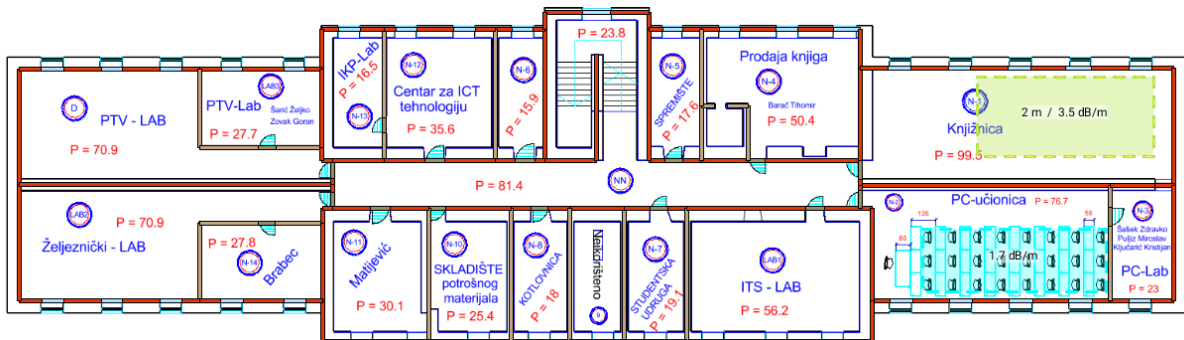 P = 23.8
IKP-Lab
P = 16.5
N-13
N-12
Centar za ICT
tehnologiju
P = 35.6
N-6
P = 15.9
N-5
SPREMIŠTE
P = 17.6
Prodaja knjiga
N-4
Barać Tihomir
P = 50.4
D
PTV - LAB
P = 70.9
LAB3
PTV-Lab
Šarić Željko
Zovak Goran
P = 27.7
N-1
2 m / 3.5 dB/m
Knjižnica
P = 99.5
NN
P = 81.4
LAB2
P = 70.9
Željeznički - LAB
P = 27.8
N-14
Brabec
N-11
Matijević
P = 30.1
N-10
SKLADIŠTE
potrošnog
materijala
P = 25.4
N-8
KOTLOVNICA
P = 18
Neikorišteno
9
N-7
STUDENTSKA
UDRUGA
P = 19.1
LAB1
ITS - LAB
P = 56.2
N-2
PC-učionica
P = 76.7
126
66
80
1.7 dB/m
N-3
Šašek Zdravko
Puljiz Miroslav
Ključarić Kristijan
PC-Lab
P = 23